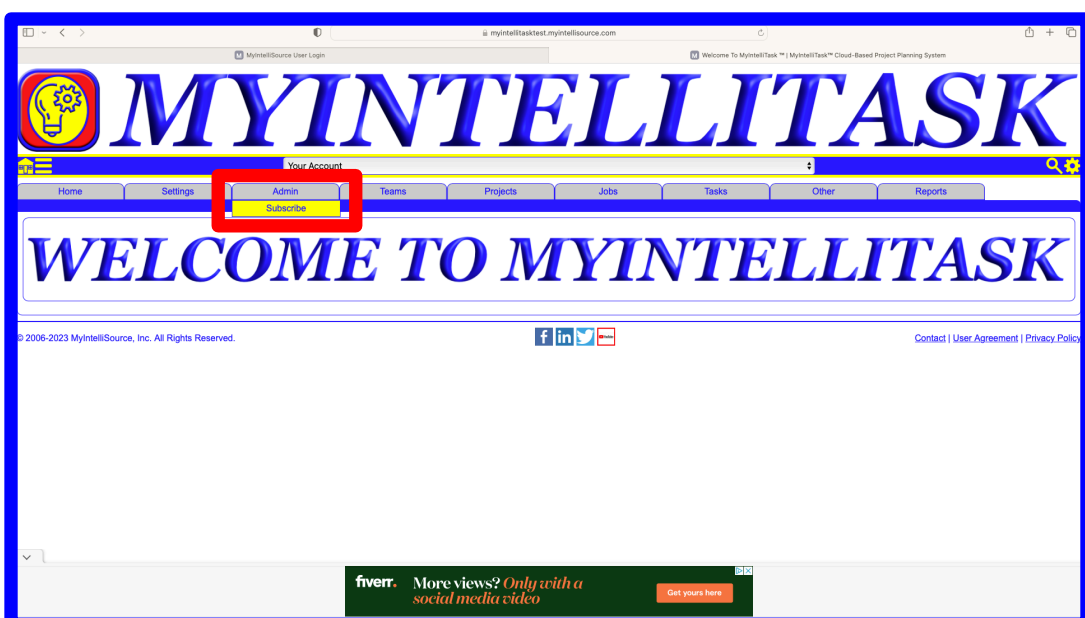 myintellitasktest.myintellisource.com
MyIntelliSource User Login
Welcome To MyIntelliTask ™ | MyIntelliTask™ Cloud-Based Project Planning System
MYINTELLITASK
Your Account
Home Settings Admin Teams Projects Jobs Tasks Other Reports
Subscribe
WELCOME TO MYINTELLITASK
© 2006-2023 MyIntelliSource, Inc. All Rights Reserved.
f in
Contact | User Agreement | Privacy Policy
fiverr. More views? Only with a
social media video
Get yours here